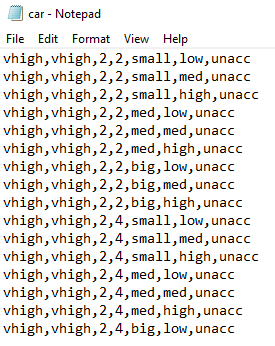 car - Notepad
File Edit Format View Help
vhigh,vhigh,2,2,small,low,unacc
vhigh,vhigh,2,2,small,med,unacc
vhigh,vhigh,2,2,small,high,unacc
vhigh,vhigh,2,2,med,low,unacc
vhigh,vhigh,2,2,med,med,unacc
vhigh,vhigh,2,2,med,high,unacc
vhigh,vhigh,2,2,big,low,unacc
vhigh,vhigh,2,2,big,med,unacc
vhigh,vhigh,2,2,big,high,unacc
vhigh,vhigh,2,4,small,low,unacc
vhigh,vhigh,2,4,small,med,unacc
vhigh,vhigh,2,4,small,high,unacc
vhigh,vhigh,2,4,med,low,unacc
vhigh,vhigh,2,4,med,med,unacc
vhigh,vhigh,2,4,med,high,unacc
vhigh,vhigh,2,4,big,low,unacc